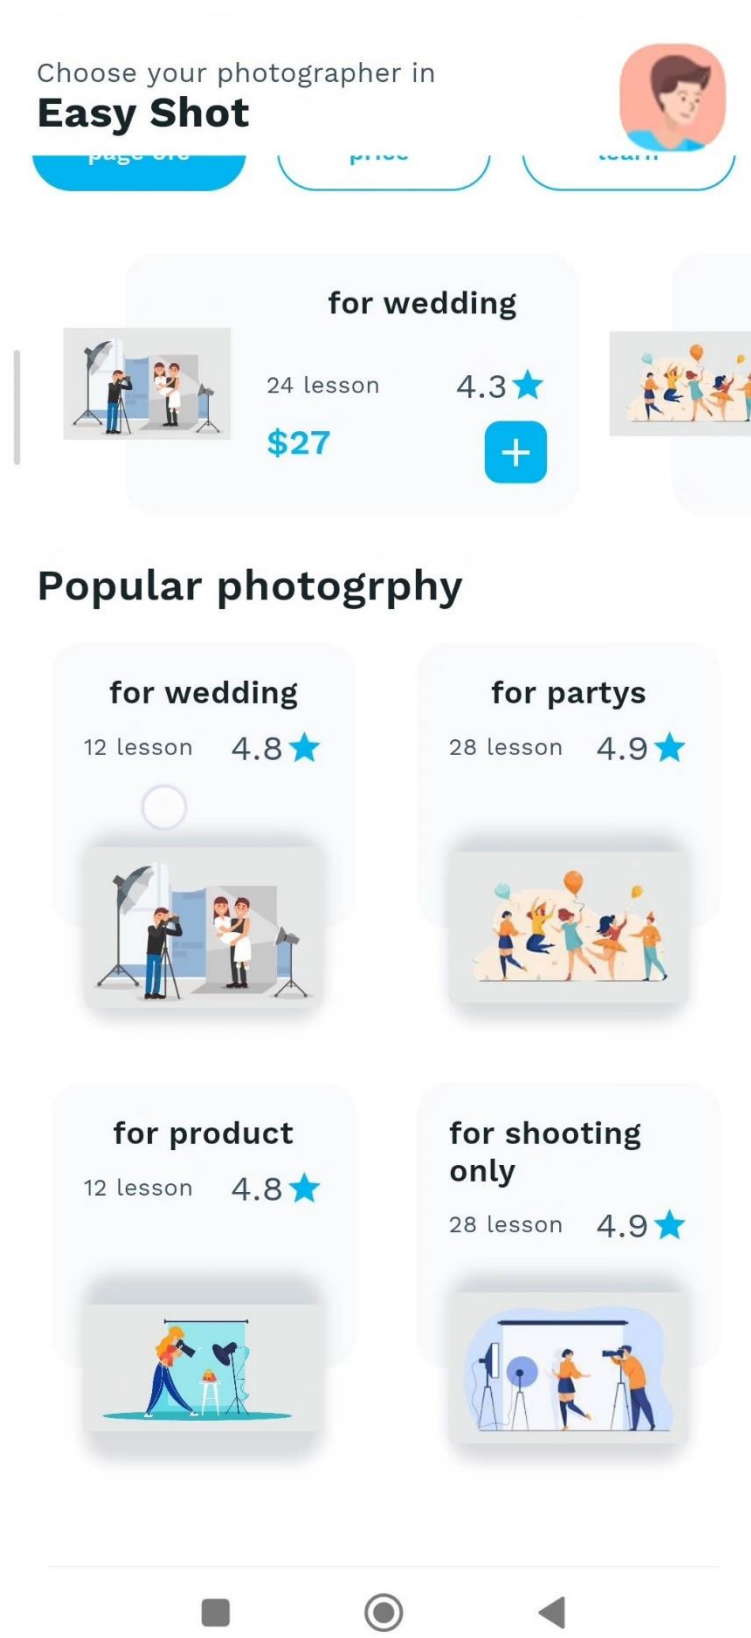 Choose your photographer in
Easy Shot
price
learn
for wedding
24 lesson 4.3
$27
+
Popular photogrphy
for wedding
12 lesson 4.8
for partys
28 lesson 4.9
for product
12 lesson 4.8
for shooting
only
28 lesson 4.9